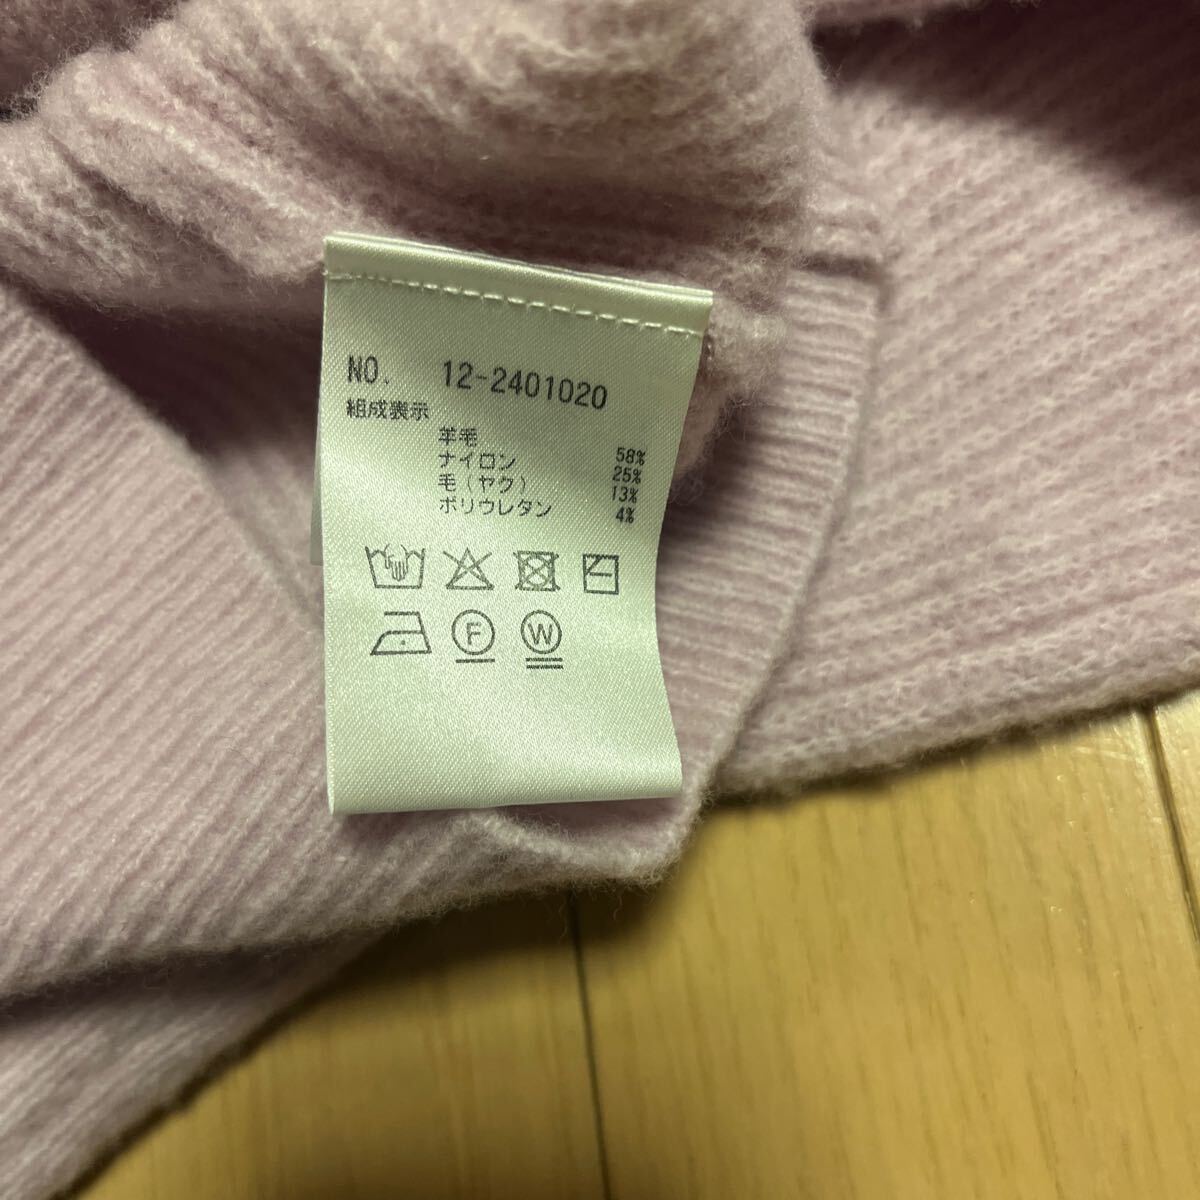 NO. 12-2401020
組成表示
羊毛 58%
ナイロン 25%
毛(ヤク) 13%
ポリウレタン 4%
F W